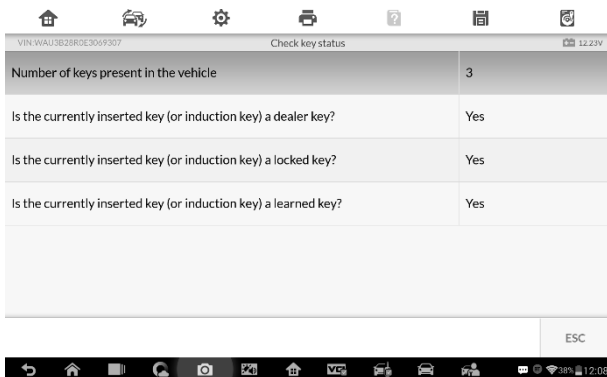 VIN:WAU3B28R0E3069307 Check key status 12.23V
Number of keys present in the vehicle 3
Is the currently inserted key (or induction key) a dealer key? Yes
Is the currently inserted key (or induction key) a locked key? Yes
Is the currently inserted key (or induction key) a learned key? Yes
ESC
38% 12:08